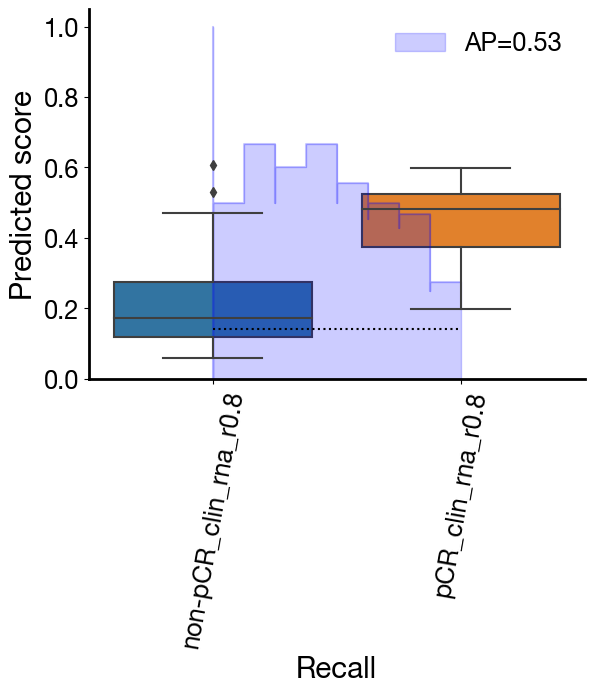 AP=0.53
Predicted score
1.0
0.8
0.6
0.4
0.2
0.0
non-pCR_clin_rna_r0.8
pCR_clin_rna_r0.8
Recall